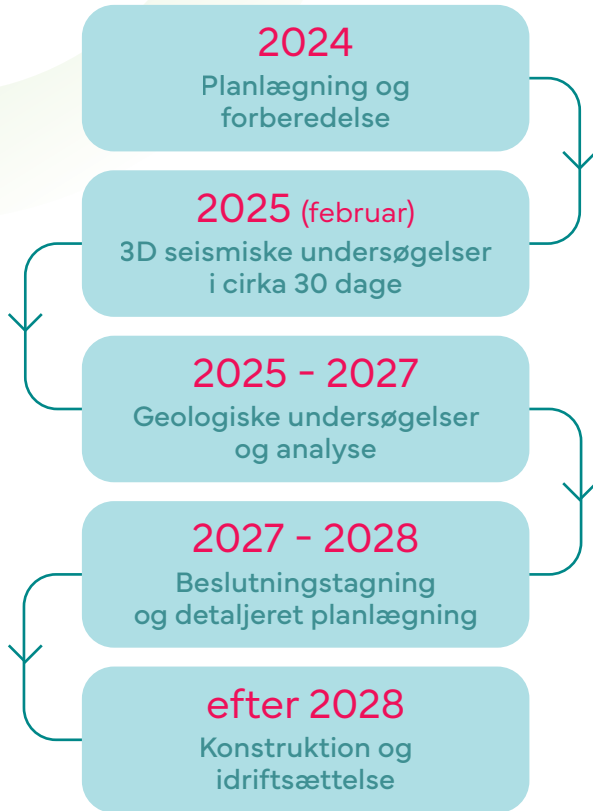 2024
Planlægning og
forberedelse
2025 (februar)
3D seismiske undersøgelser
i cirka 30 dage
2025 - 2027
Geologiske undersøgelser
og analyse
2027 - 2028
Beslutningstagning
og detaljeret planlægning
efter 2028
Konstruktion og
idriftsættelse